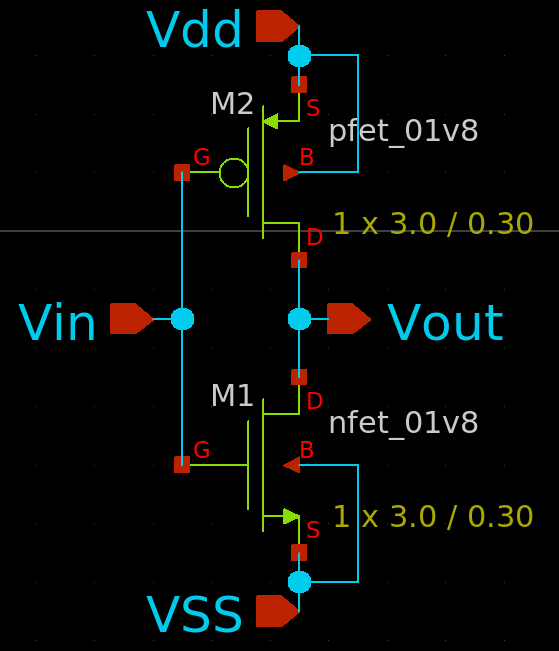 Vdd
M2
S
pfet_01v8
G
B
1 x 3.0 / 0.30
D
Vin
Vout
M1
D
nfet_01v8
G
B
1 x 3.0 / 0.30
S
VSS